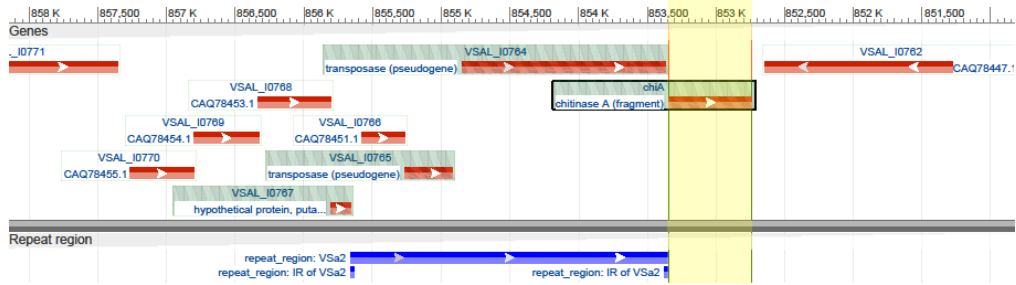 858 K 857,500 857 K 856,500 856 K 855,500 855 K 854,500 854 K 853,500 853 K 852,500 852 K 851,500
Genes
.._I0771 VSAL_I0764 VSAL_I0762
transposase (pseudogene) CAQ78447.1
VSAL_I0768 chiA
CAQ78453.1 chitinase A (fragment)
VSAL_I0769 VSAL_I0766
CAQ78454.1 CAQ78451.1
VSAL_I0770 VSAL_I0765
CAQ78455.1 transposase (pseudogene)
VSAL_I0767
hypothetical protein, puta...
Repeat region
repeat_region: VSa2
repeat_region: IR of VSa2 repeat_region: IR of VSa2